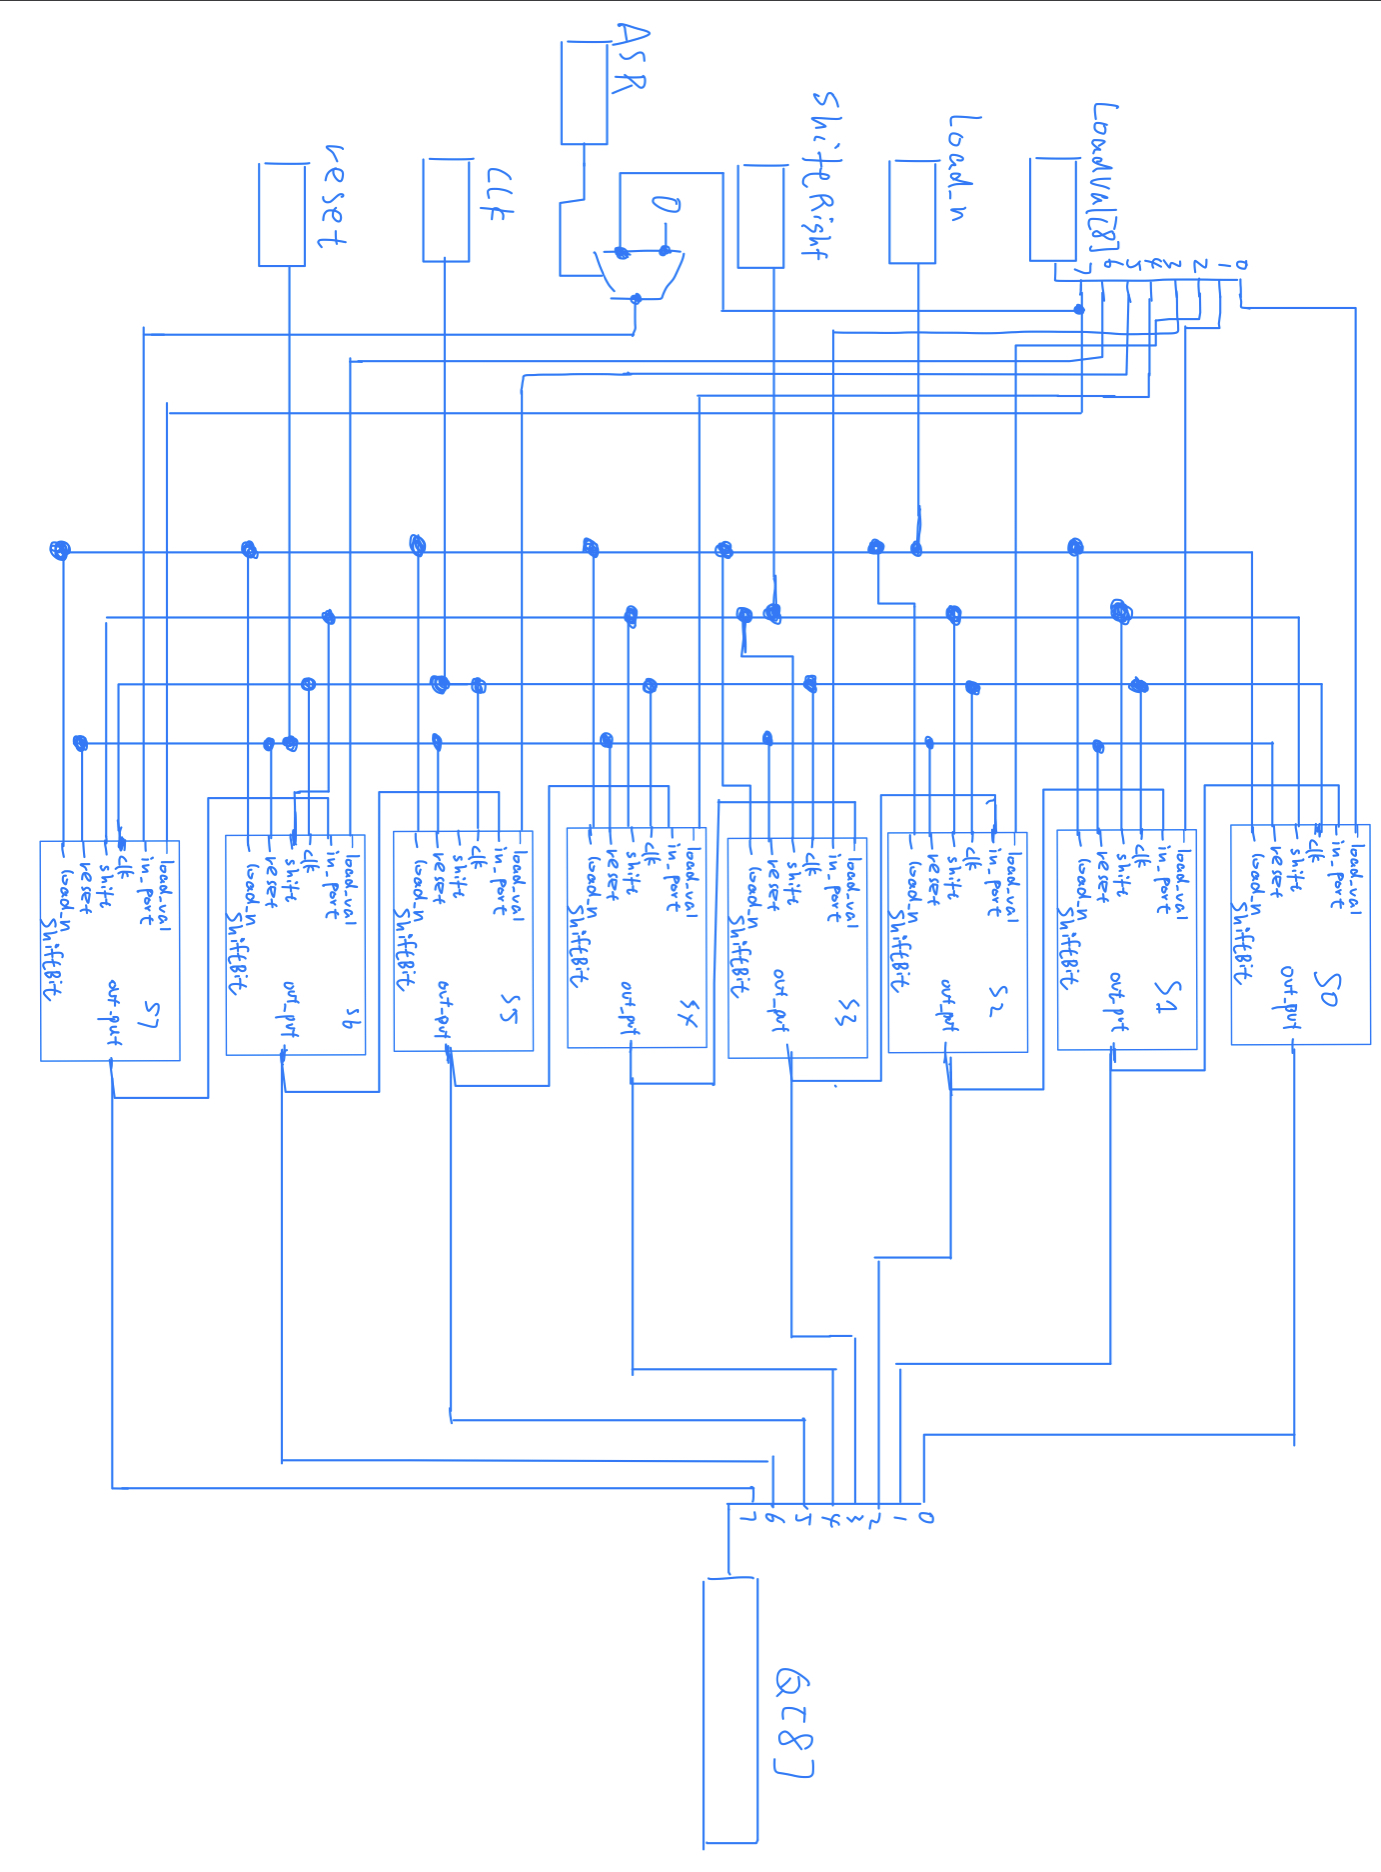 ASR
ShiftRight
LoadVal[8]
Load_n
reset
Clk
0
7
6
5
4
3
2
1
0
load_val
in_port
clk
shift
reset
load_n
ShiftBit
out_put
S7
load_val
in_port
clk
shift
reset
load_n
ShiftBit
out_put
S6
load_val
in_port
clk
shift
reset
load_n
ShiftBit
out_put
S5
load_val
in_port
clk
shift
reset
load_n
ShiftBit
out_put
S4
load_val
in_port
clk
shift
reset
load_n
ShiftBit
out_put
S3
load_val
in_port
clk
shift
reset
load_n
ShiftBit
out_put
S2
load_val
in_port
clk
shift
reset
load_n
ShiftBit
out_put
S1
load_val
in_port
clk
shift
reset
load_n
ShiftBit
out_put
S0
7
6
5
4
3
2
1
0
Q[8]